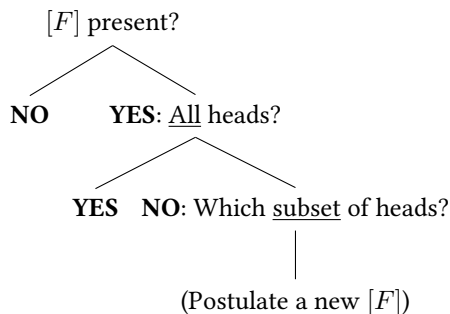 [F] present?
NO YES: All heads?
YES NO: Which subset of heads?
(Postulate a new [F])